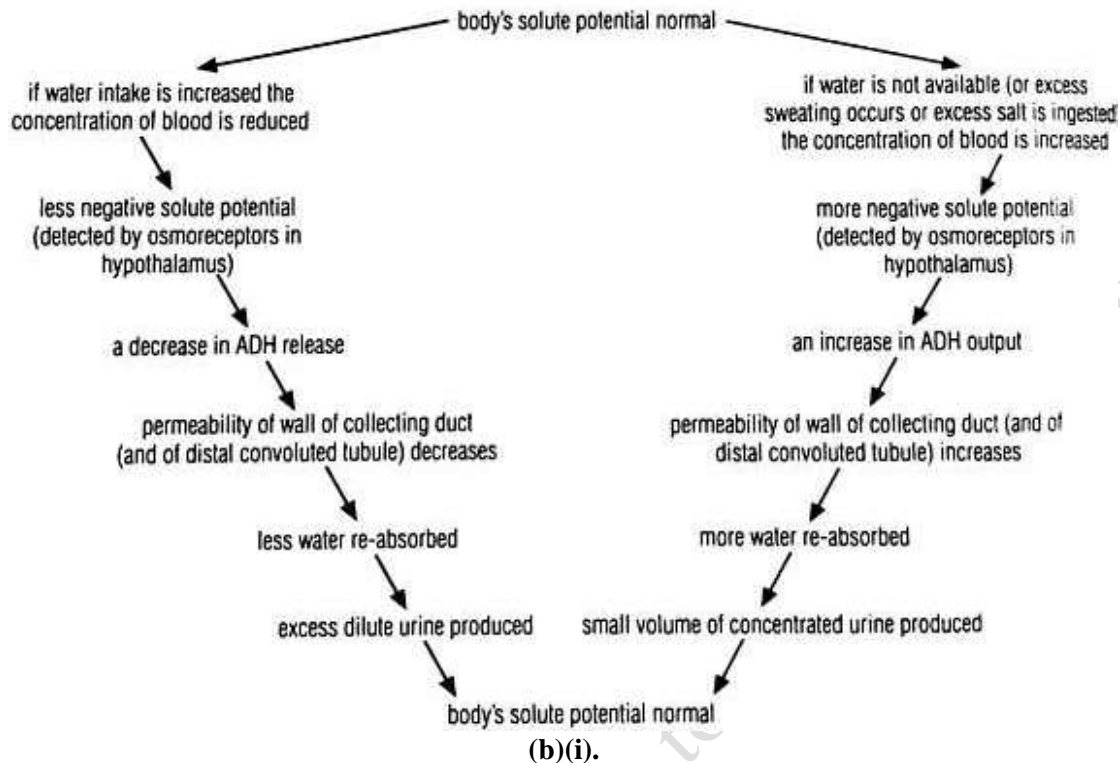 body's solute potential normal
if water intake is increased the
concentration of blood is reduced
if water is not available (or excess
sweating occurs or excess salt is ingested
the concentration of blood is increased
less negative solute potential
(detected by osmoreceptors in
hypothalamus)
more negative solute potential
(detected by osmoreceptors in
hypothalamus)
a decrease in ADH release
an increase in ADH output
permeability of wall of collecting duct
(and of distal convoluted tubule) decreases
permeability of wall of collecting duct (and of
distal convoluted tubule) increases
less water re-absorbed
more water re-absorbed
excess dilute urine produced
small volume of concentrated urine produced
body's solute potential normal
(b)(i).